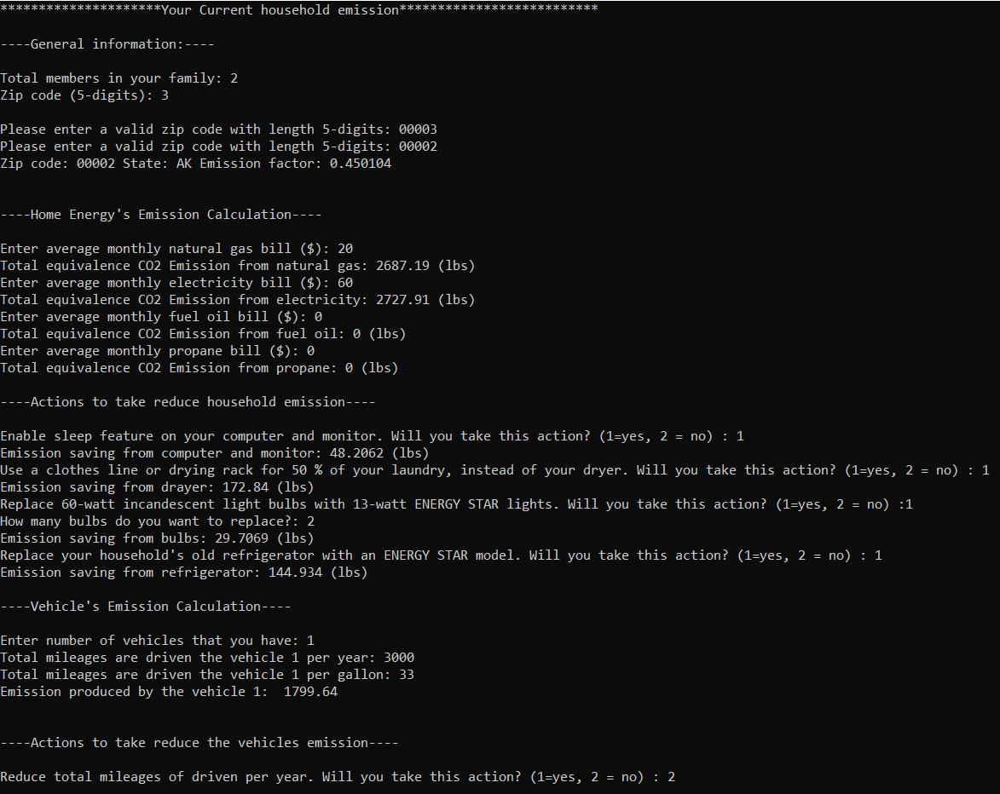 *********************Your Current household emission**************************
----General information:----
Total members in your family: 2
Zip code (5-digits): 3
Please enter a valid zip code with length 5-digits: 00003
Please enter a valid zip code with length 5-digits: 00002
Zip code: 00002 State: AK Emission factor: 0.450104
----Home Energy's Emission Calculation----
Enter average monthly natural gas bill ($): 20
Total equivalence CO2 Emission from natural gas: 2687.19 (lbs)
Enter average monthly electricity bill ($): 60
Total equivalence CO2 Emission from electricity: 2727.91 (lbs)
Enter average monthly fuel oil bill ($): 0
Total equivalence CO2 Emission from fuel oil: 0 (lbs)
Enter average monthly propane bill ($): 0
Total equivalence CO2 Emission from propane: 0 (lbs)
----Actions to take reduce household emission----
Enable sleep feature on your computer and monitor. Will you take this action? (1=yes, 2 = no) : 1
Emission saving from computer and monitor: 48.2062 (lbs)
Use a clothes line or drying rack for 50 % of your laundry, instead of your dryer. Will you take this action? (1=yes, 2 = no) : 1
Emission saving from drayer: 172.84 (lbs)
Replace 60-watt incandescent light bulbs with 13-watt ENERGY STAR lights. Will you take this action? (1=yes, 2 = no) :1
How many bulbs do you want to replace?: 2
Emission saving from bulbs: 29.7069 (lbs)
Replace your household's old refrigerator with an ENERGY STAR model. Will you take this action? (1=yes, 2 = no) : 1
Emission saving from refrigerator: 144.934 (lbs)
----Vehicle's Emission Calculation----
Enter number of vehicles that you have: 1
Total mileages are driven the vehicle 1 per year: 3000
Total mileages are driven the vehicle 1 per gallon: 33
Emission produced by the vehicle 1:  1799.64
----Actions to take reduce the vehicles emission----
Reduce total mileages of driven per year. Will you take this action? (1=yes, 2 = no) : 2